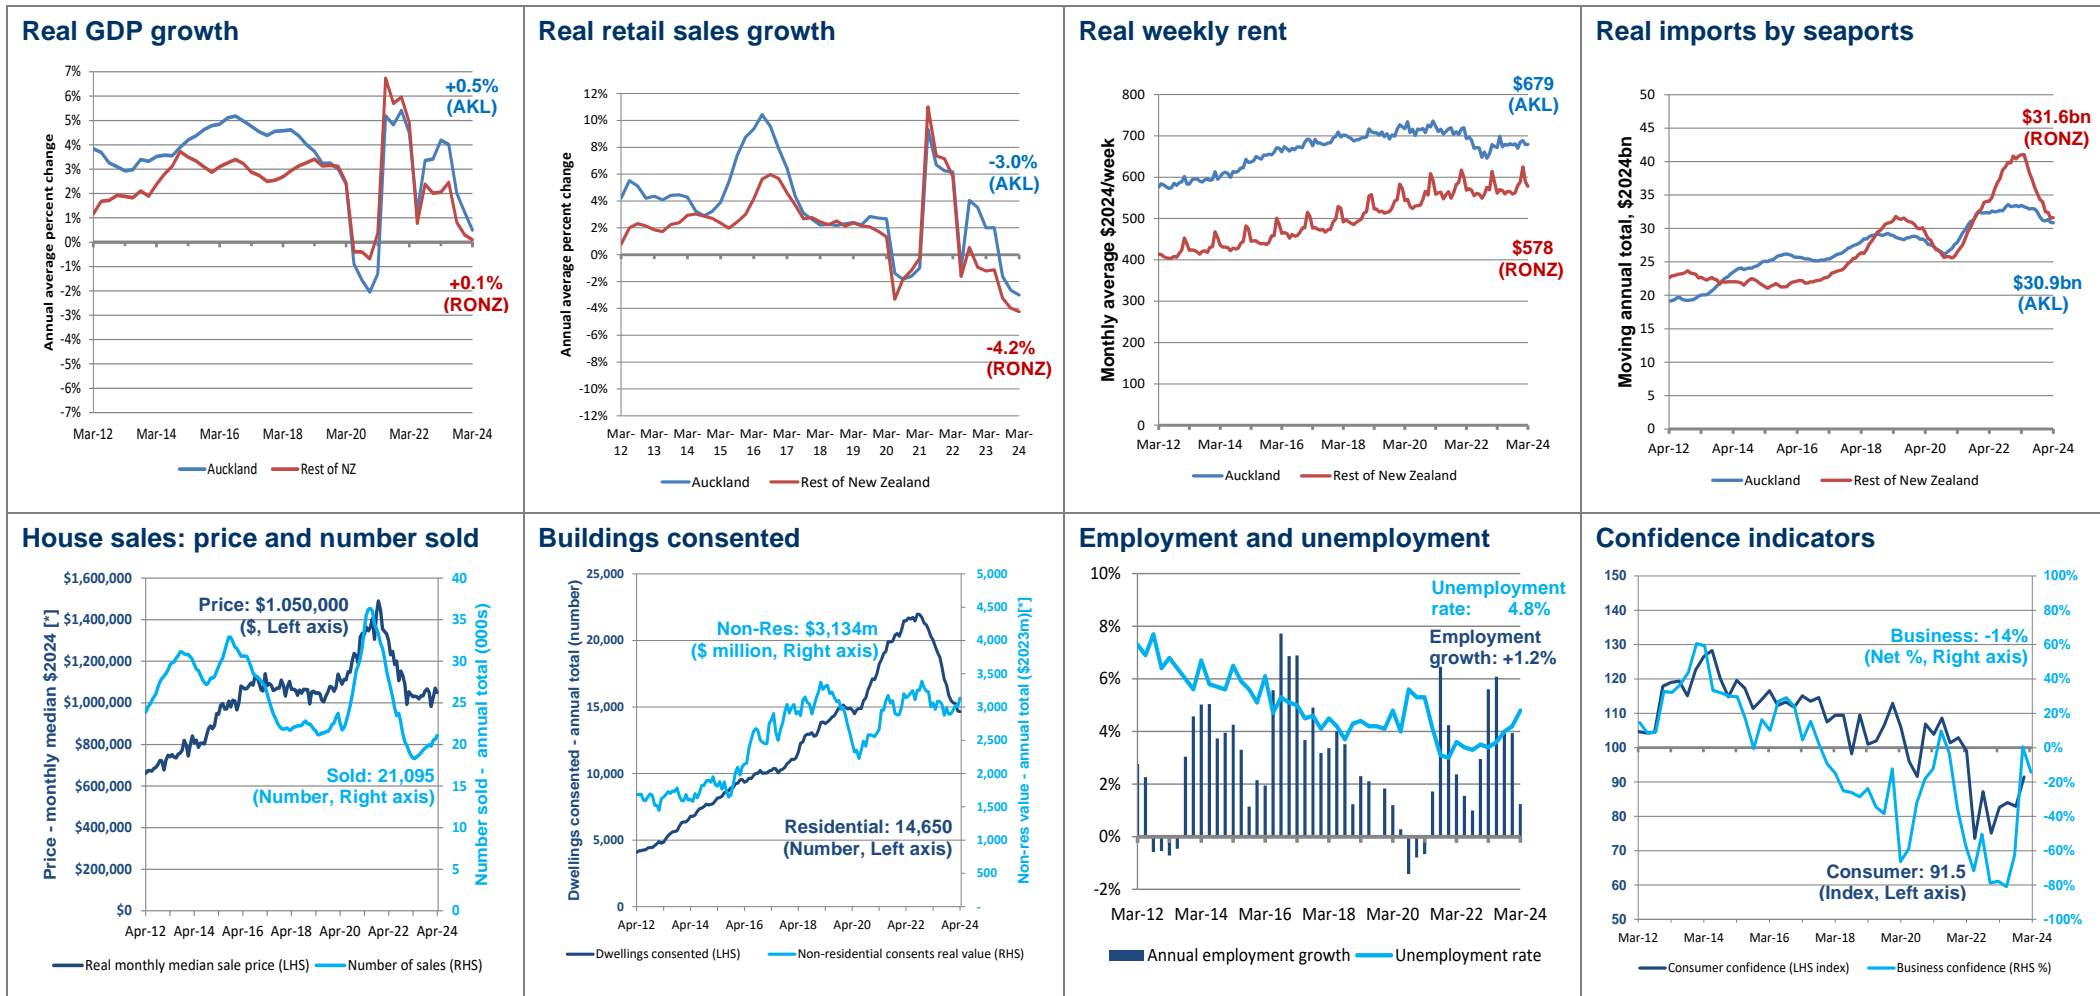 Real GDP growth
7%
6%
5%
4%
3%
2%
1%
0%
-1%
-2%
-3%
-4%
-5%
-6%
-7%
Annual average percent change
+0.5%
(AKL)
+0.1%
(RONZ)
Mar-12 Mar-14 Mar-16 Mar-18 Mar-20 Mar-22 Mar-24
Auckland Rest of NZ
Real retail sales growth
12%
10%
8%
6%
4%
2%
0%
-2%
-4%
-6%
-8%
-10%
-12%
Annual average percent change
-3.0%
(AKL)
-4.2%
(RONZ)
Mar- Mar- Mar- Mar- Mar- Mar- Mar- Mar- Mar- Mar- Mar- Mar- Mar-
12 13 14 15 16 17 18 19 20 21 22 23 24
Auckland Rest of New Zealand
Real weekly rent
800
700
600
500
400
300
200
100
0
Monthly average $2024/week
$679
(AKL)
$578
(RONZ)
Mar-12 Mar-14 Mar-16 Mar-18 Mar-20 Mar-22 Mar-24
Auckland Rest of New Zealand
Real imports by seaports
50
45
40
35
30
25
20
15
10
5
0
Moving annual total, $2024bn
$31.6bn
(RONZ)
$30.9bn
(AKL)
Apr-12 Apr-14 Apr-16 Apr-18 Apr-20 Apr-22 Apr-24
Auckland Rest of New Zealand
House sales: price and number sold
$1,600,000
$1,400,000
$1,200,000
$1,000,000
$800,000
$600,000
$400,000
$200,000
$0
Price - monthly median $2024 [*]
Price: $1.050,000
($, Left axis)
Sold: 21,095
(Number, Right axis)
40
35
30
25
20
15
10
5
0
Number sold - annual total (000s)
Apr-12 Apr-14 Apr-16 Apr-18 Apr-20 Apr-22 Apr-24
Real monthly median sale price (LHS) Number of sales (RHS)
Buildings consented
25,000
20,000
15,000
10,000
5,000
0
Dwellings consented - annual total (number)
Non-Res: $3,134m
($ million, Right axis)
Residential: 14,650
(Number, Left axis)
5,000
4,500
4,000
3,500
3,000
2,500
2,000
1,500
1,000
500
-
Non-res value - annual total ($2023m)[*]
Apr-12 Apr-14 Apr-16 Apr-18 Apr-20 Apr-22 Apr-24
Dwellings consented (LHS) Non-residential consents real value (RHS)
Employment and unemployment
10%
8%
6%
4%
2%
0%
-2%
Unemployment
rate: 4.8%
Employment
growth: +1.2%
Mar-12 Mar-14 Mar-16 Mar-18 Mar-20 Mar-22 Mar-24
Annual employment growth Unemployment rate
Confidence indicators
150
140
130
120
110
100
90
80
70
60
50
Business: -14%
(Net %, Right axis)
Consumer: 91.5
(Index, Left axis)
100%
80%
60%
40%
20%
0%
-20%
-40%
-60%
-80%
-100%
Mar-12 Mar-14 Mar-16 Mar-18 Mar-20 Mar-22 Mar-24
Consumer confidence (LHS index) Business confidence (RHS %)